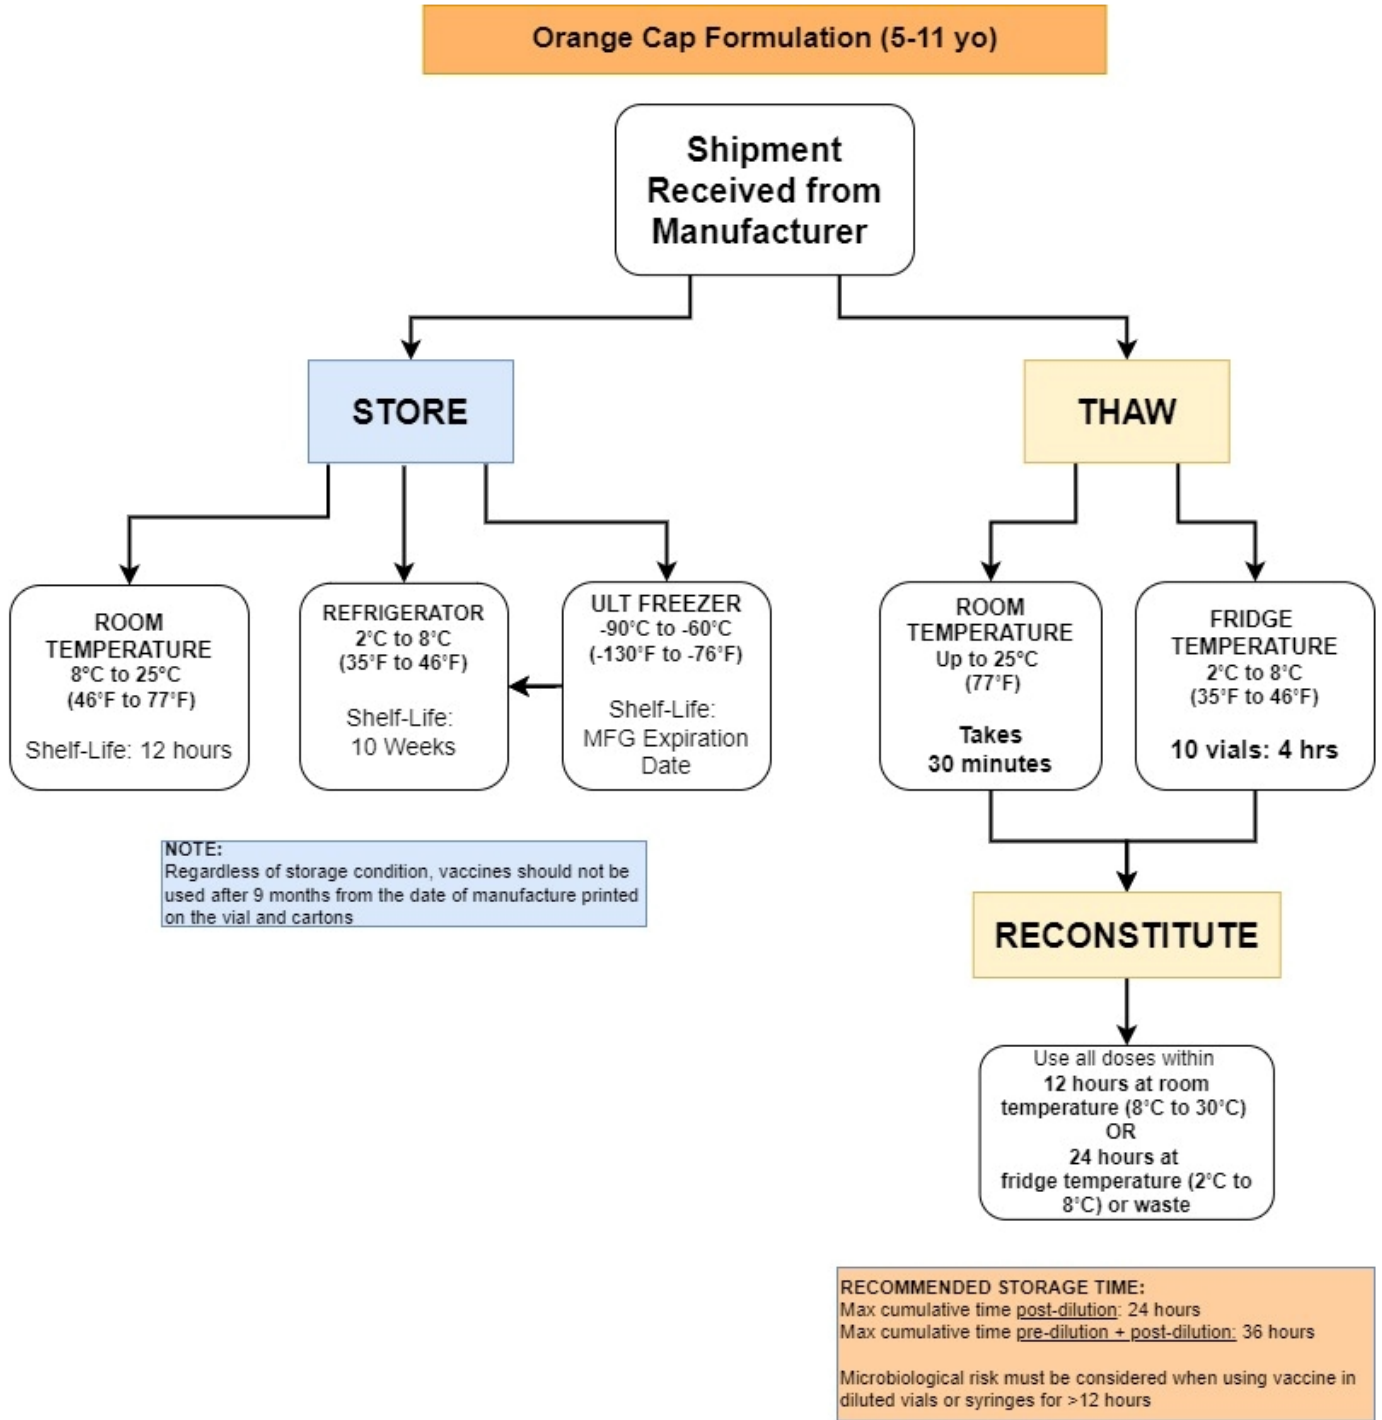 Orange Cap Formulation (5-11 yo)
Shipment
Received from
Manufacturer
STORE
THAW
ROOM
TEMPERATURE
8°C to 25°C
(46°F to 77°F)
Shelf-Life: 12 hours
REFRIGERATOR
2°C to 8°C
(35°F to 46°F)
Shelf-Life:
10 Weeks
ULT FREEZER
-90°C to -60°C
(-130°F to -76°F)
Shelf-Life:
MFG Expiration
Date
ROOM
TEMPERATURE
Up to 25°C
(77°F)
Takes
30 minutes
FRIDGE
TEMPERATURE
2°C to 8°C
(35°F to 46°F)
10 vials: 4 hrs
NOTE:
Regardless of storage condition, vaccines should not be
used after 9 months from the date of manufacture printed
on the vial and cartons
RECONSTITUTE
Use all doses within
12 hours at room
temperature (8°C to 30°C)
OR
24 hours at
fridge temperature (2°C to
8°C) or waste
RECOMMENDED STORAGE TIME:
Max cumulative time post-dilution: 24 hours
Max cumulative time pre-dilution + post-dilution: 36 hours
Microbiological risk must be considered when using vaccine in
diluted vials or syringes for >12 hours